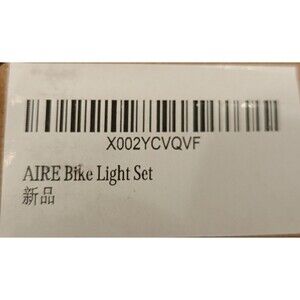 X002YCVQVF
AIRE Bike Light Set
新品